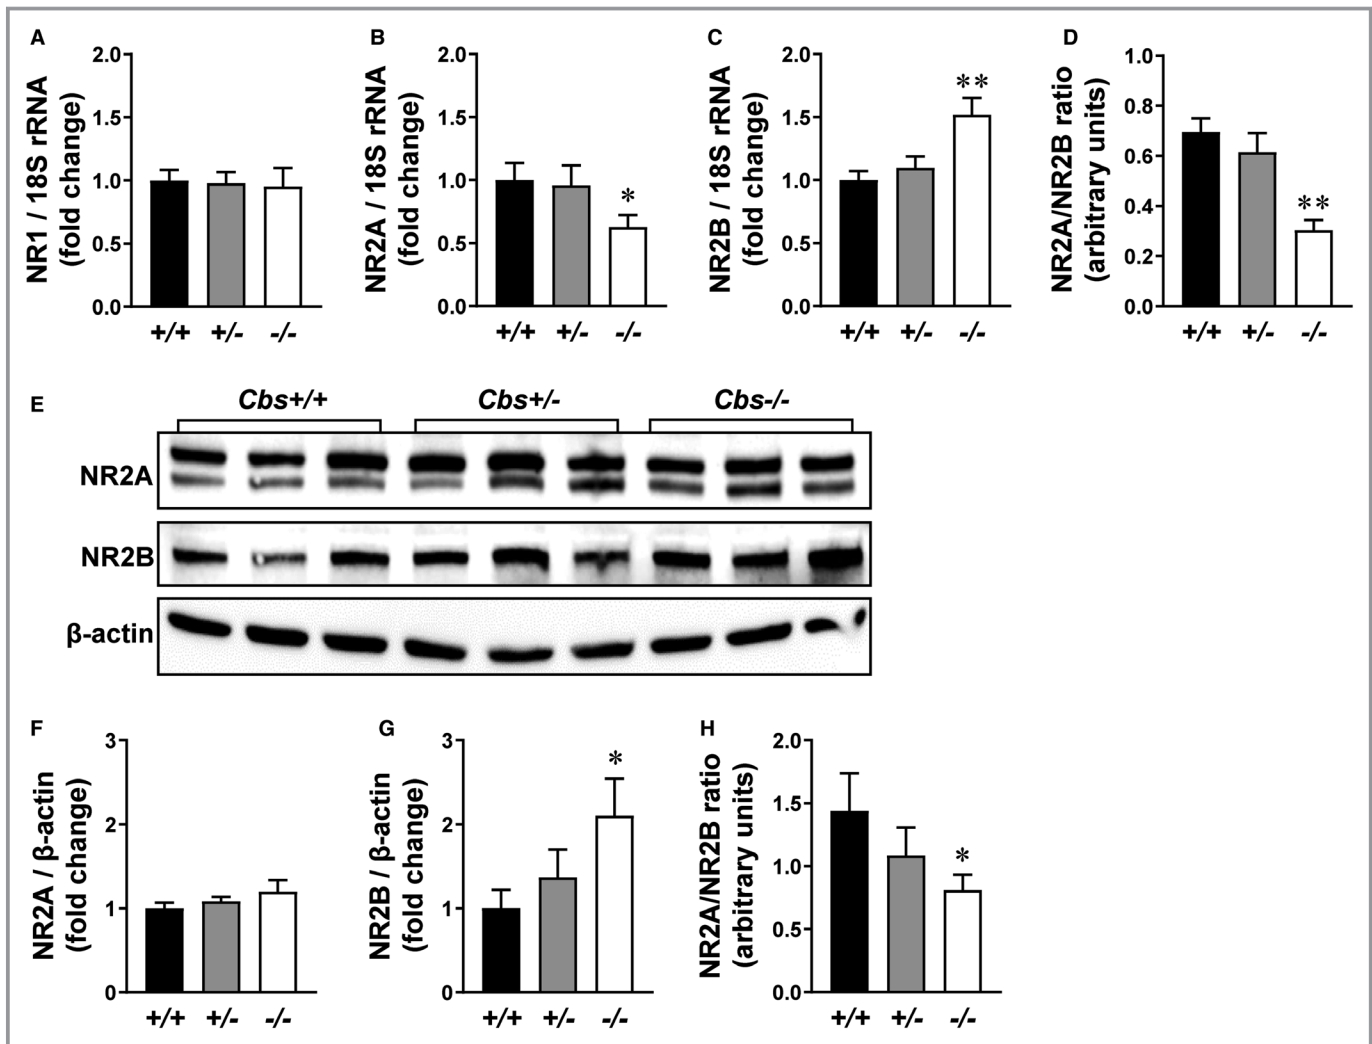 A
NR1 / 18S rRNA
(fold change)
2.0
1.5
1.0
0.5
0.0
+/+ +/- -/-
B
NR2A / 18S rRNA
(fold change)
2.0
1.5
1.0
0.5
0.0
*
+/+ +/- -/-
C
NR2B / 18S rRNA
(fold change)
2.0
1.5
1.0
0.5
0.0
**
+/+ +/- -/-
D
NR2A/NR2B ratio
(arbitrary units)
1.0
0.8
0.6
0.4
0.2
0.0
**
+/+ +/- -/-
E
Cbs+/+ Cbs+/- Cbs-/-
NR2A
NR2B
β-actin
F
NR2A / β-actin
(fold change)
3
2
1
0
+/+ +/- -/-
G
NR2B / β-actin
(fold change)
3
2
1
0
*
+/+ +/- -/-
H
NR2A/NR2B ratio
(arbitrary units)
2.0
1.5
1.0
0.5
0.0
*
+/+ +/- -/-